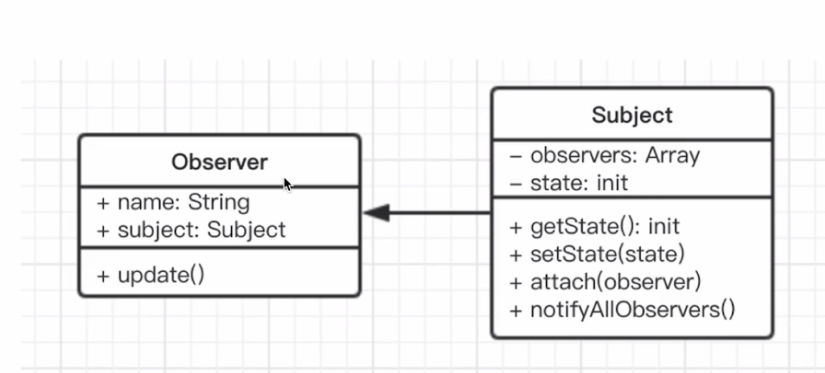 Observer
+ name: String
+ subject: Subject
+ update()
Subject
– observers: Array
– state: init
+ getState(): init
+ setState(state)
+ attach(observer)
+ notifyAllObservers()